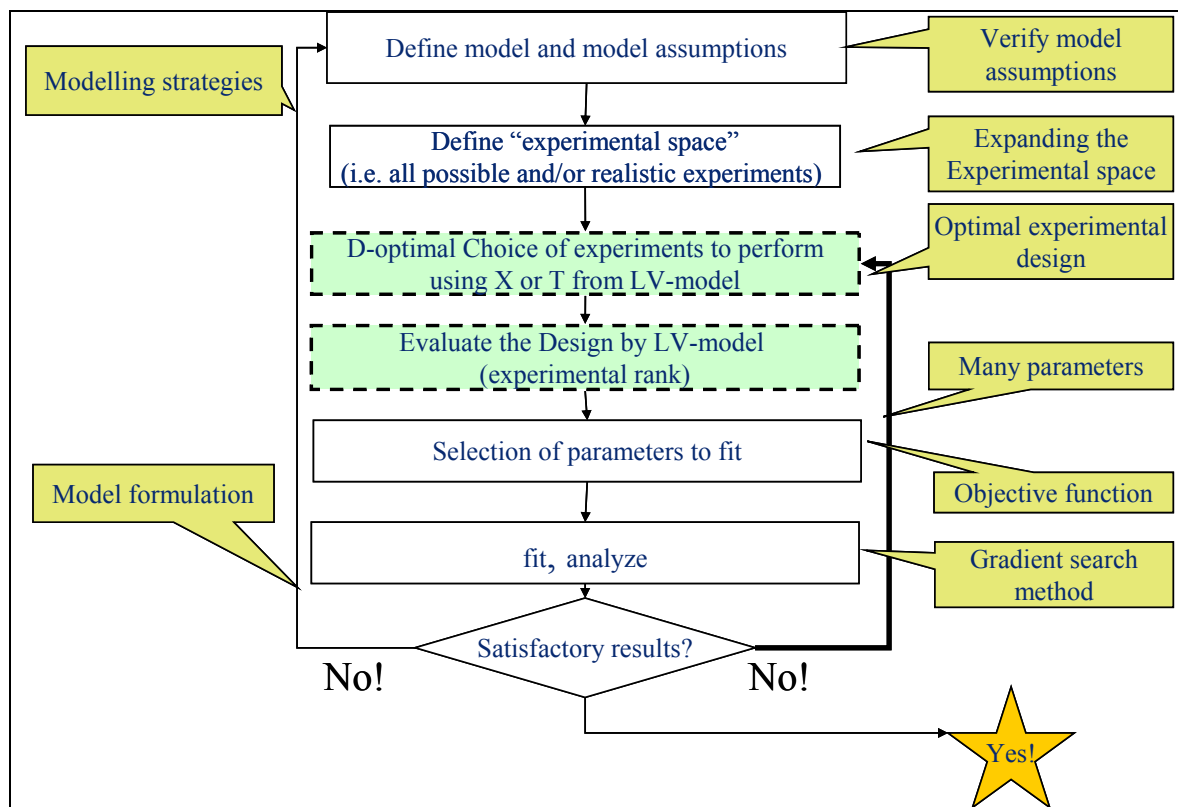 Define model and model assumptions
Verify model
assumptions
Modelling strategies
Define “experimental space”
(i.e. all possible and/or realistic experiments)
Expanding the
Experimental space
D-optimal Choice of experiments to perform
using X or T from LV-model
Optimal experimental
design
Evaluate the Design by LV-model
(experimental rank)
Many parameters
Selection of parameters to fit
Objective function
Model formulation
fit, analyze
Gradient search
method
Satisfactory results?
No!
No!
Yes!